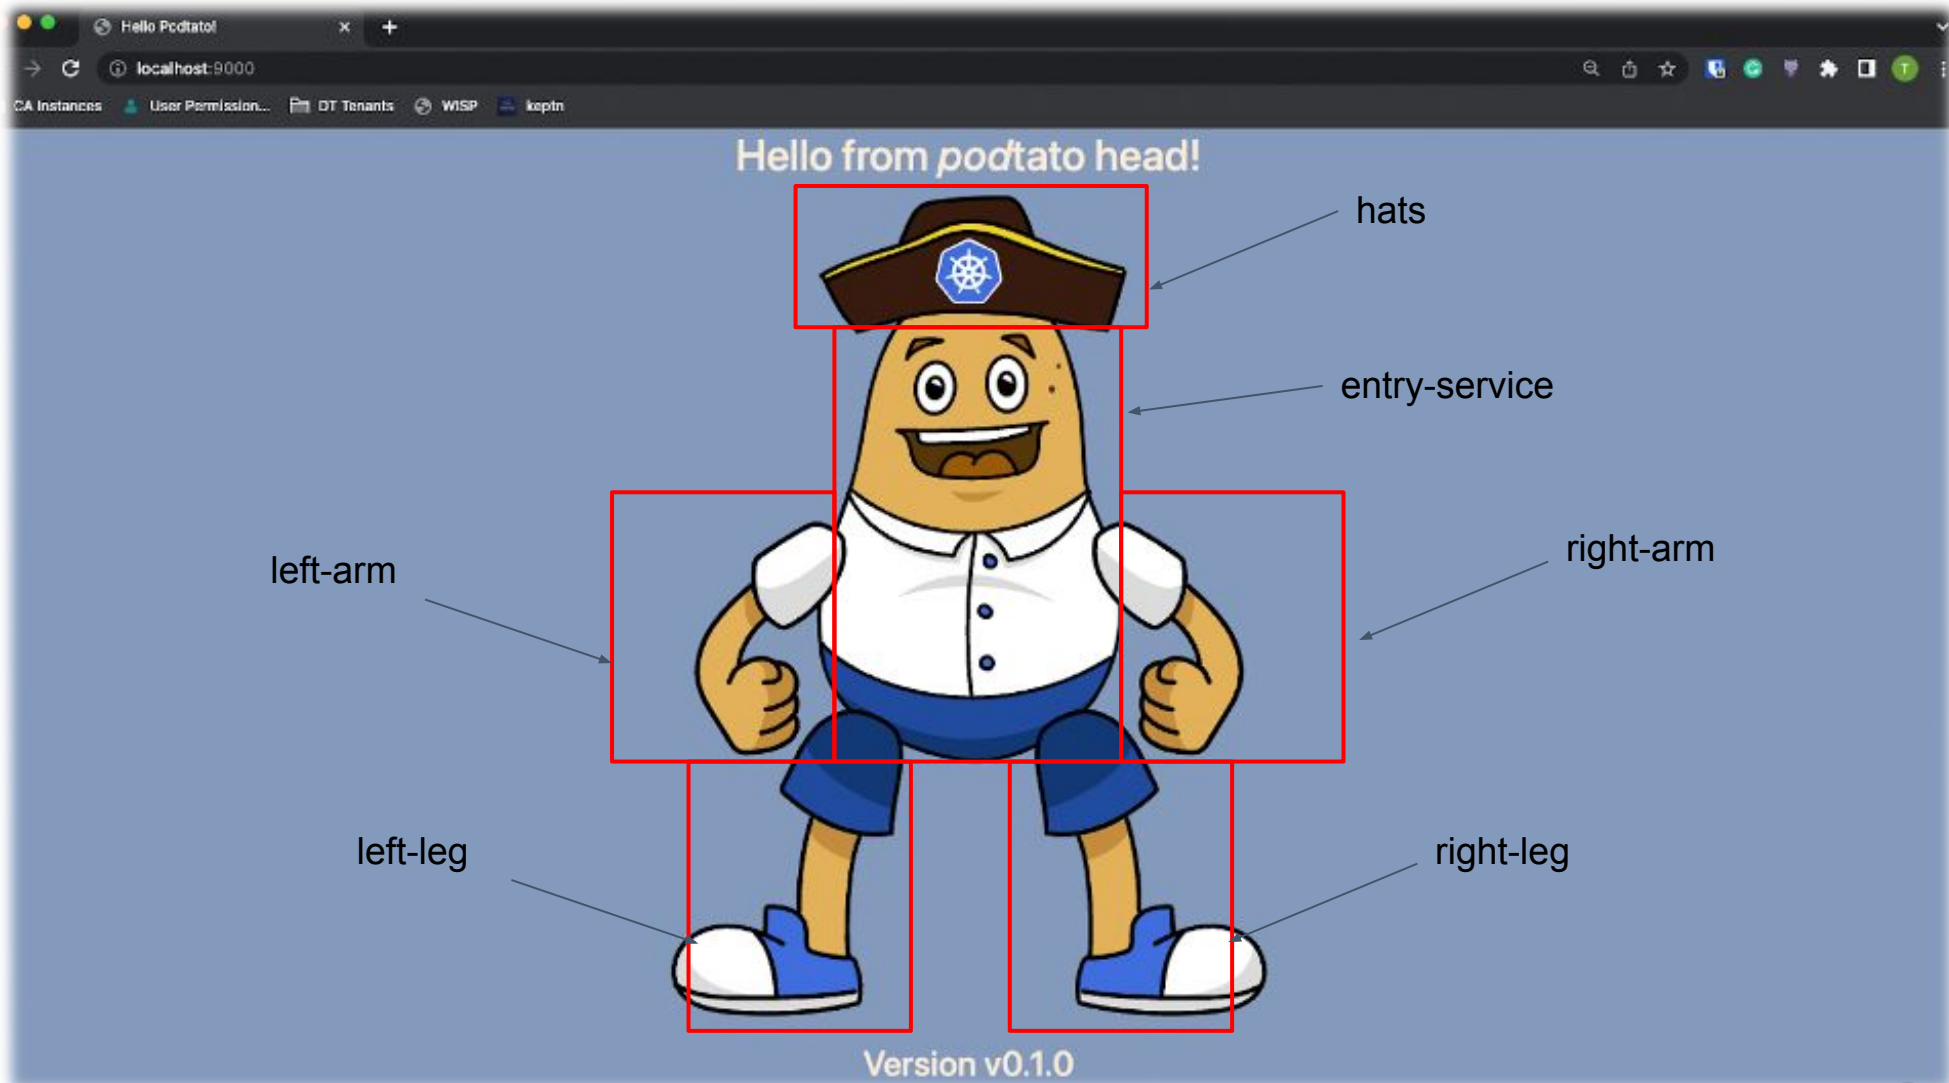 Hello Podtato!
localhost:9000
CA Instances User Permission... DT Tenants WISP keptn
T
Hello from podtato head!
hats
entry-service
left-arm
right-arm
left-leg
right-leg
Version v0.1.0